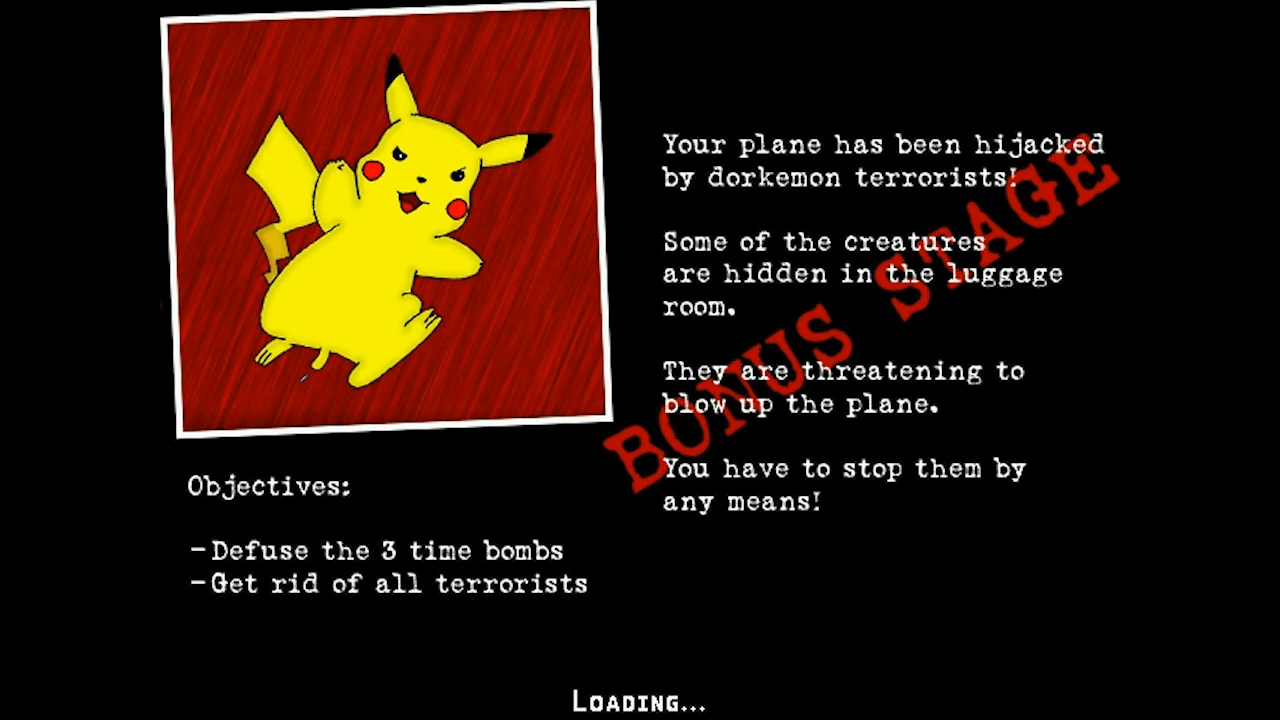 Your plane has been hijacked
by dorkemon terrorists!
Some of the creatures
are hidden in the luggage
room.
They are threatening to
blow up the plane.
You have to stop them by
any means!
BONUS STAGE
Objectives:
-Defuse the 3 time bombs
-Get rid of all terrorists
LOADING...